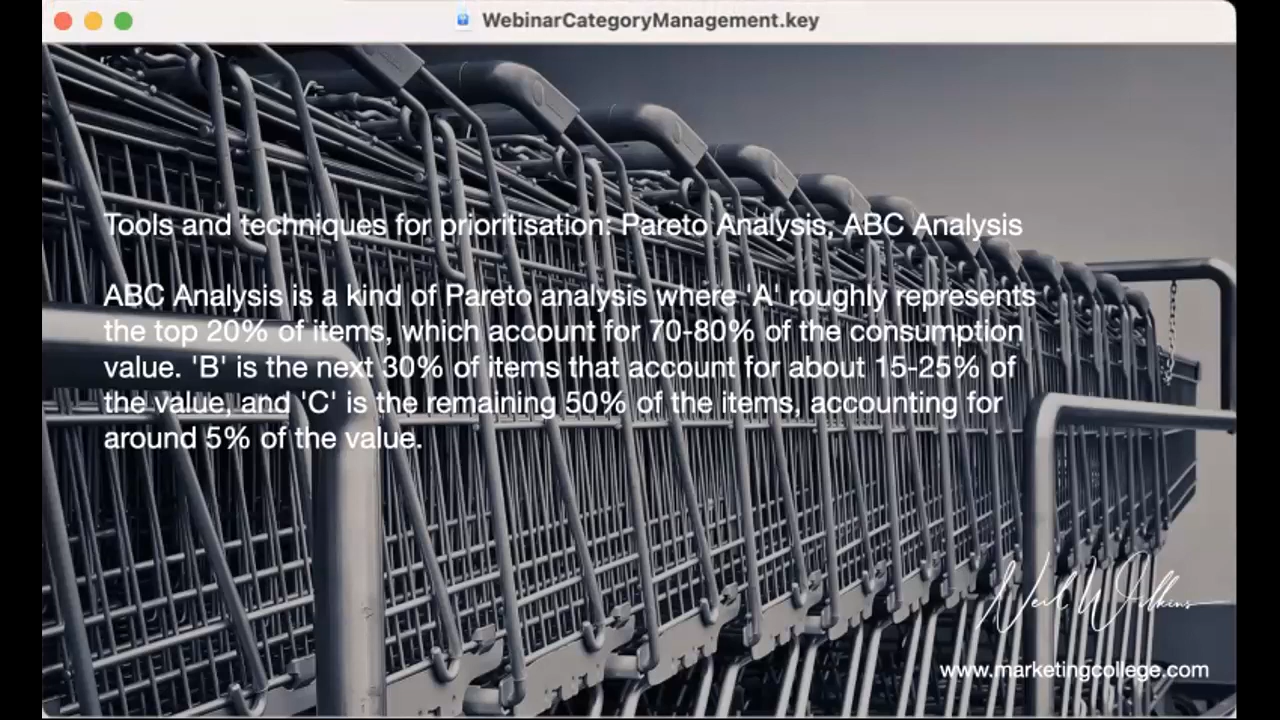 WebinarCategoryManagement.key
Tools and techniques for prioritisation: Pareto Analysis, ABC Analysis
ABC Analysis is a kind of Pareto analysis where 'A' roughly represents
the top 20% of items, which account for 70-80% of the consumption
value. 'B' is the next 30% of items that account for about 15-25% of
the value, and 'C' is the remaining 50% of the items, accounting for
around 5% of the value.
Neil Wilkins
www.marketingcollege.com